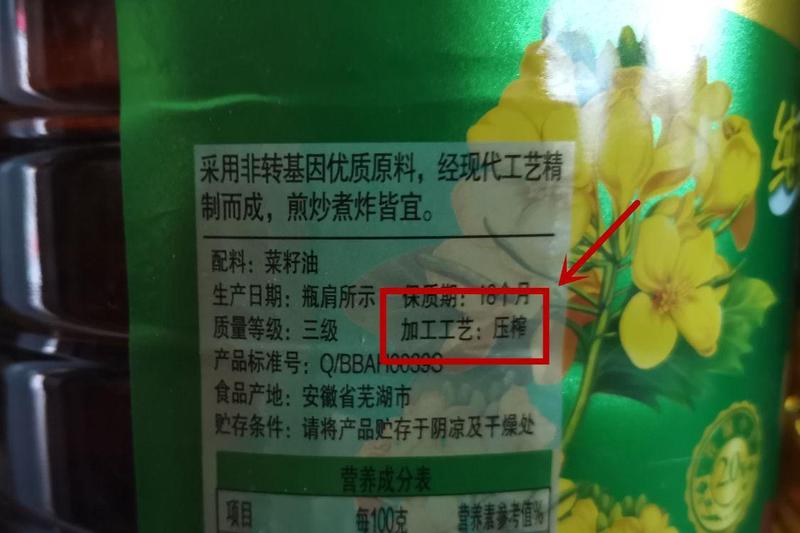 采用非转基因优质原料，经现代工艺精
制而成，煎炒煮炸皆宜。
配料：菜籽油
生产日期：瓶肩所示 保质期：18个月
质量等级：三级 加工工艺：压榨
产品标准号：Q/BBAH0039S
食品产地：安徽省芜湖市
贮存条件：请将产品贮存于阴凉及干燥处
营养成分表
项目 每100克 营养素参考值%